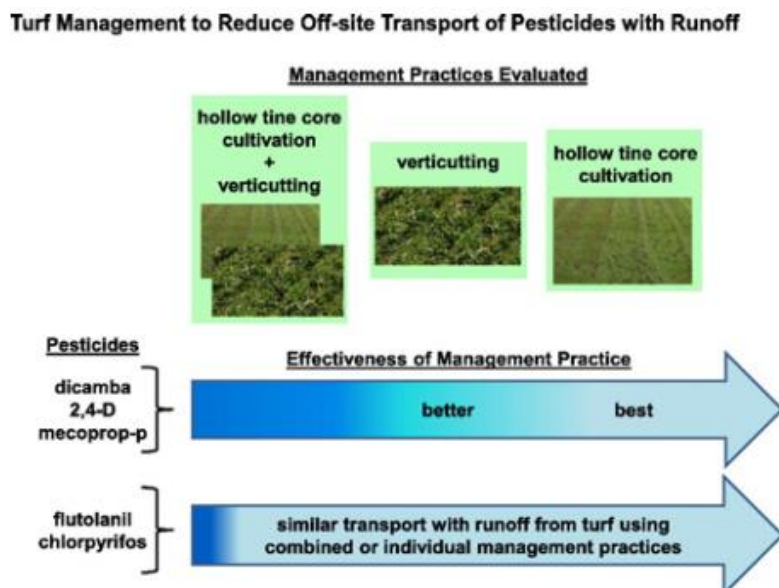 Turf Management to Reduce Off-site Transport of Pesticides with Runoff
Management Practices Evaluated
hollow tine core
cultivation
+
verticutting
verticutting
hollow tine core
cultivation
Pesticides
Effectiveness of Management Practice
dicamba
2,4-D
mecoprop-p
better
best
flutolanil
chlorpyrifos
similar transport with runoff from turf using
combined or individual management practices